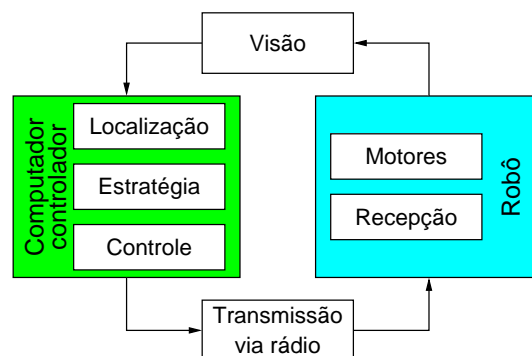 Visão
Computador
controlador
Localização
Estratégia
Controle
Motores
Recepção
Robô
Transmissão
via rádio